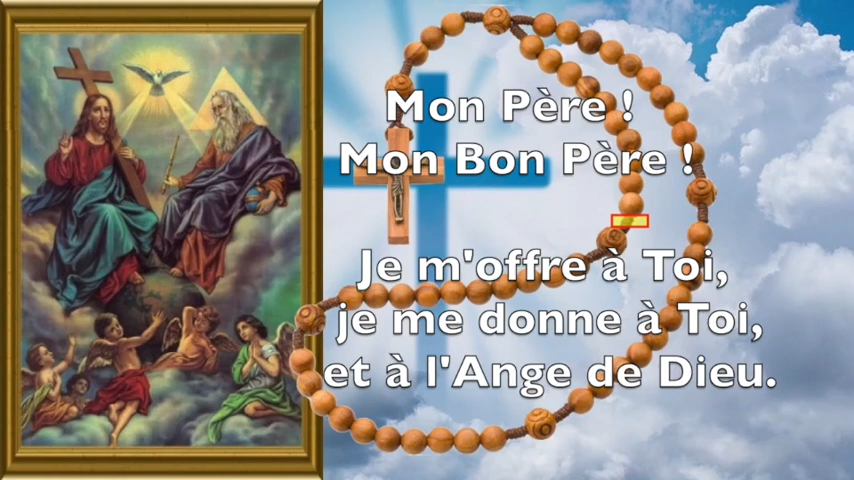 Mon Père !
Mon Bon Père !
Je m'offre à Toi,
je me donne à Toi,
et à l'Ange de Dieu.